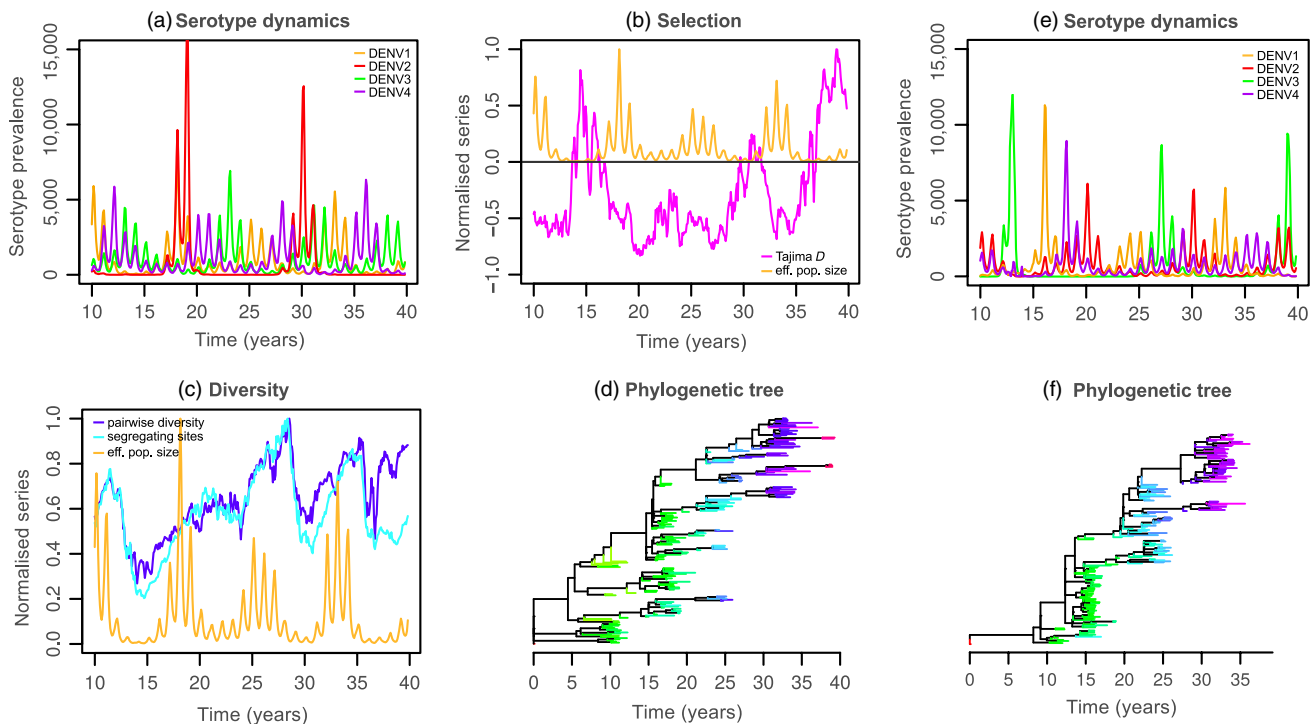 (a) Serotype dynamics
Serotype prevalence
15,000
10,000
5,000
0
DENV1
DENV2
DENV3
DENV4
10 15 20 25 30 35 40
Time (years)
(b) Selection
Normalised series
1.0
0.5
0.0
−0.5
−1.0
Tajima D
eff. pop. size
10 15 20 25 30 35 40
Time (years)
(e) Serotype dynamics
Serotype prevalence
15,000
10,000
5,000
0
DENV1
DENV2
DENV3
DENV4
10 15 20 25 30 35 40
Time (years)
(c) Diversity
Normalised series
1.0
0.8
0.6
0.4
0.2
0.0
pairwise diversity
segregating sites
eff. pop. size
10 15 20 25 30 35 40
Time (years)
(d) Phylogenetic tree
0 5 10 15 20 25 30 35 40
Time (years)
(f) Phylogenetic tree
0 5 10 15 20 25 30 35
Time (years)